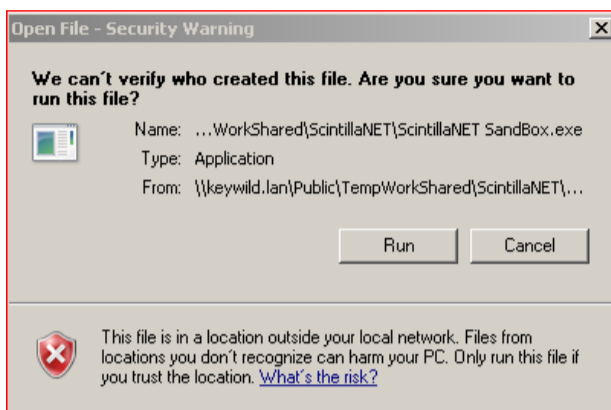 Open File - Security Warning
We can´t verify who created this file. Are you sure you want to
run this file?
Name: ...WorkShared\ScintillaNET\ScintillaNET SandBox.exe
Type: Application
From: \\keywild.lan\Public\TempWorkShared\ScintillaNET\...
Run Cancel
This file is in a location outside your local network. Files from
locations you don´t recognize can harm your PC. Only run this file if
you trust the location. What's the risk?